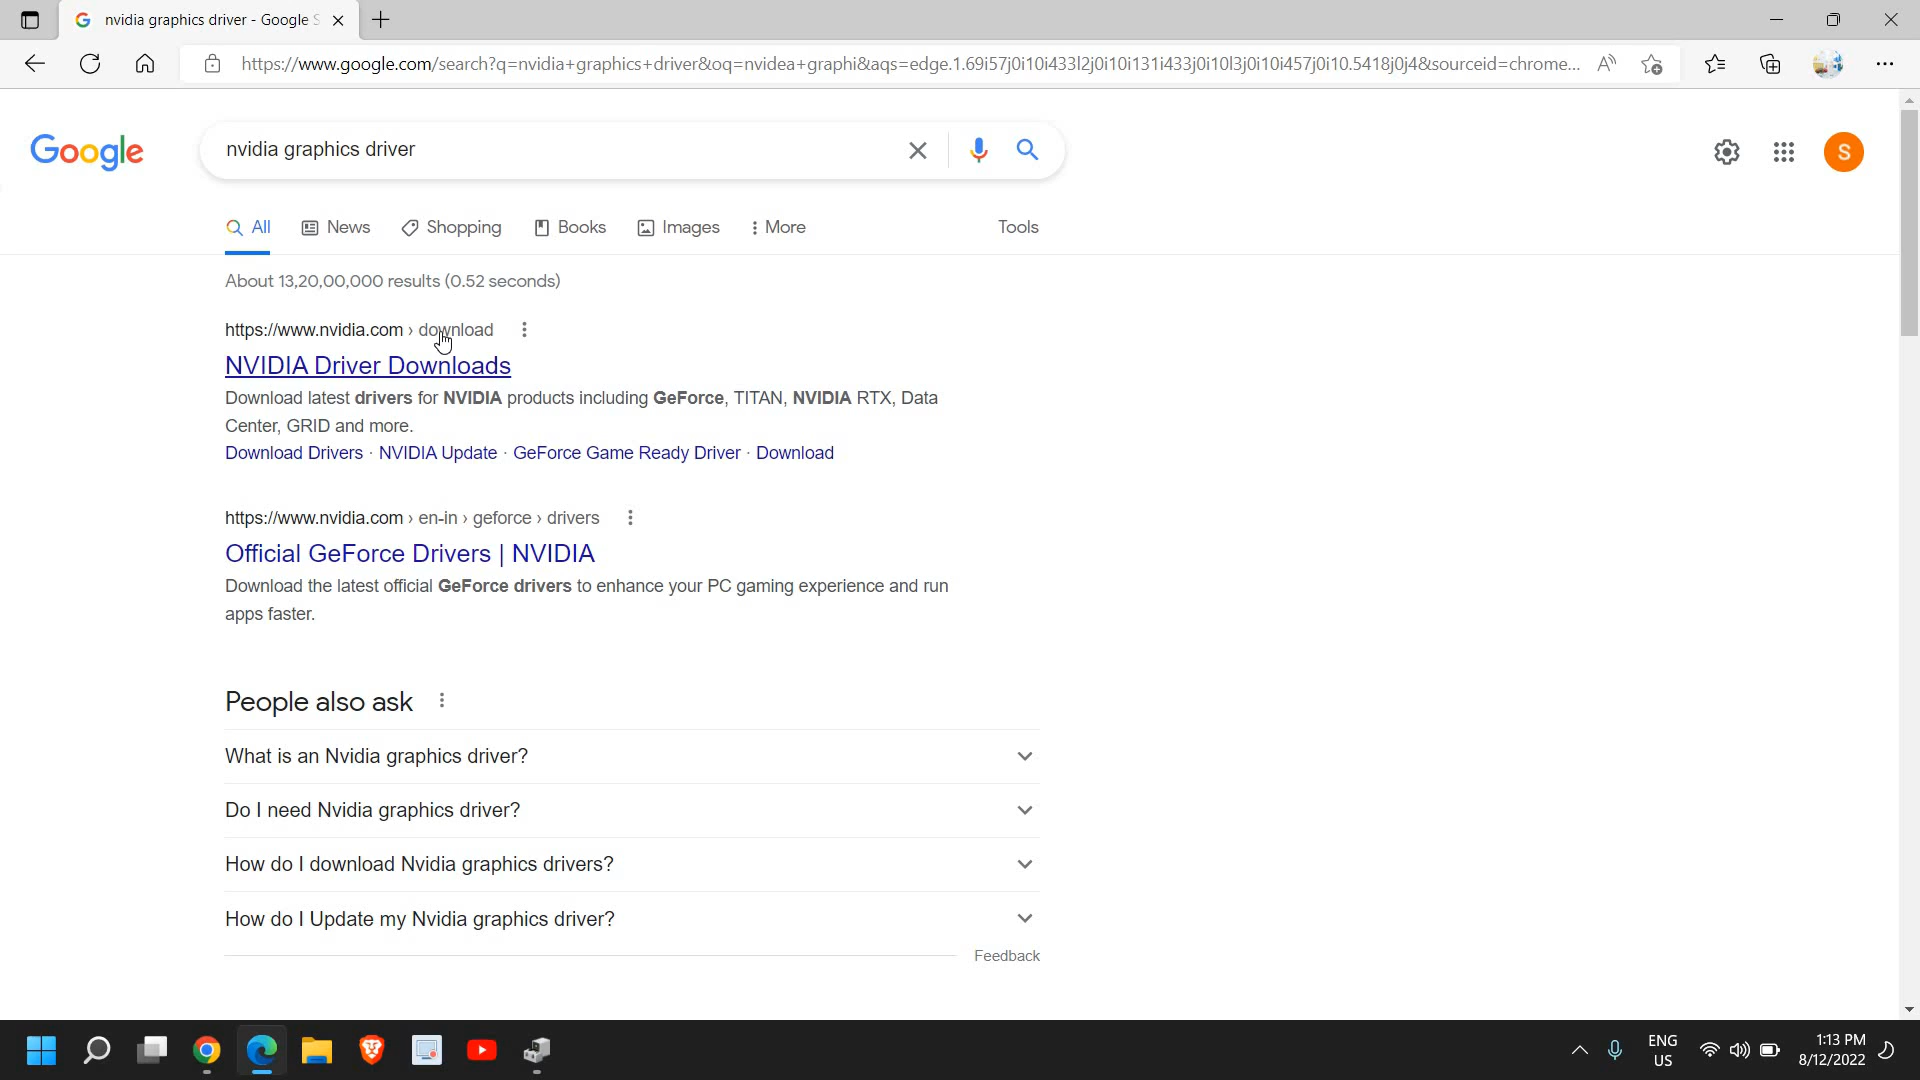 nvidia graphics driver - Google S
https://www.google.com/search?q=nvidia+graphics+driver&oq=nvidea+graphi&aqs=edge.1.69i57j0i10i433l2j0i10i131i433j0i10l3j0i10i457j0i10.5418j0j4&sourceid=chrome...
Google
nvidia graphics driver
S
All
News
Shopping
Books
Images
More
Tools
About 13,20,00,000 results (0.52 seconds)
https://www.nvidia.com › download
NVIDIA Driver Downloads
Download latest drivers for NVIDIA products including GeForce, TITAN, NVIDIA RTX, Data
Center, GRID and more.
Download Drivers · NVIDIA Update · GeForce Game Ready Driver · Download
https://www.nvidia.com › en-in › geforce › drivers
Official GeForce Drivers | NVIDIA
Download the latest official GeForce drivers to enhance your PC gaming experience and run
apps faster.
People also ask
What is an Nvidia graphics driver?
Do I need Nvidia graphics driver?
How do I download Nvidia graphics drivers?
How do I Update my Nvidia graphics driver?
Feedback
ENG
US
1:13 PM
8/12/2022